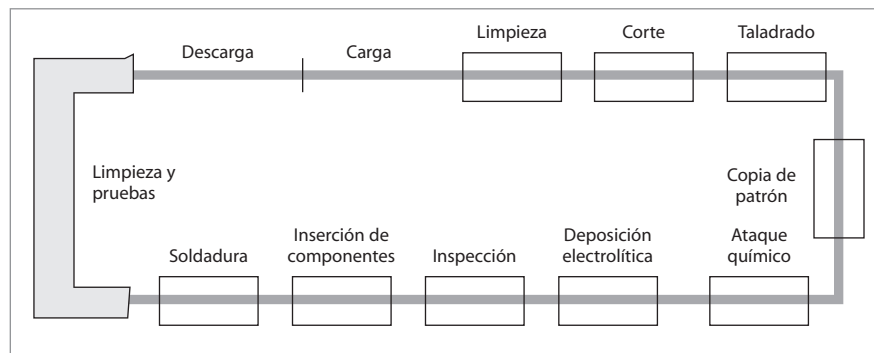 Descarga
Carga
Limpieza
Corte
Taladrado
Limpieza y
pruebas
Copia de
patrón
Soldadura
Inserción de
componentes
Inspección
Deposición
electrolítica
Ataque
químico